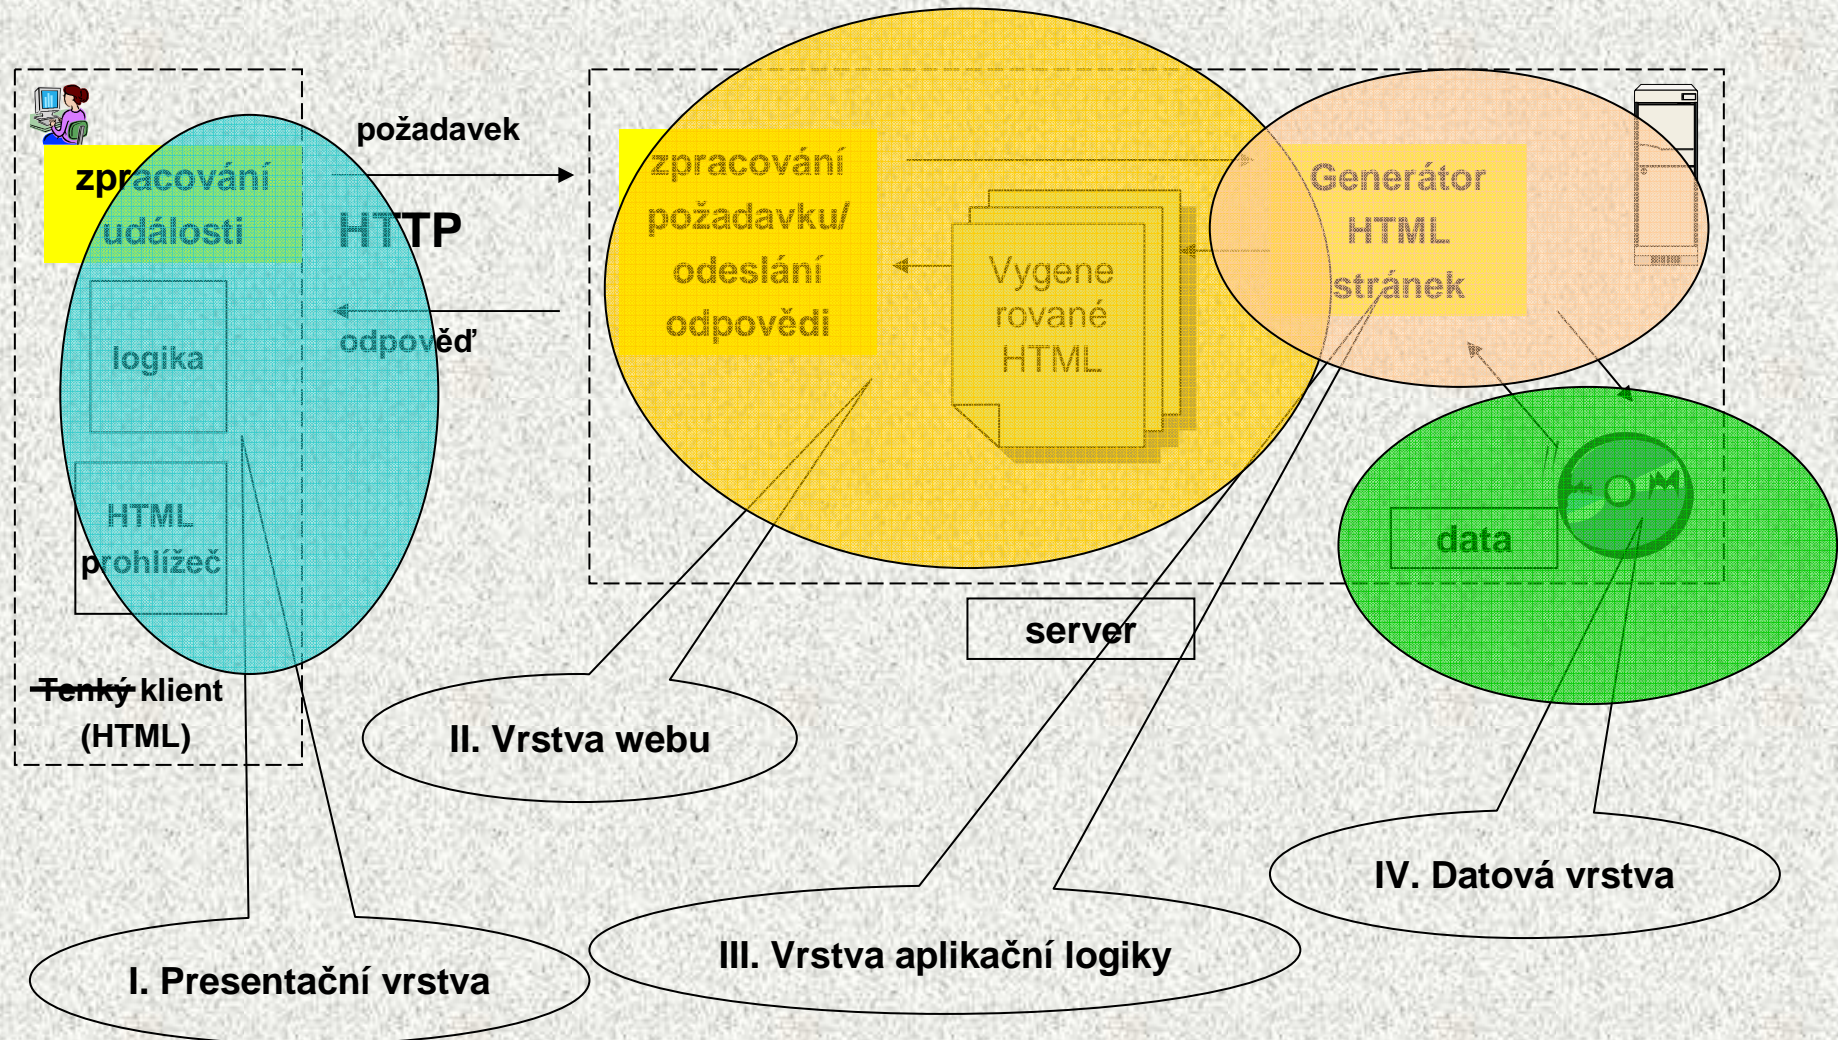 požadavek
zpracování
události
HTTP
odpověď
logika
HTML
prohlížeč
Tenký klient
(HTML)
zpracování
požadavku/
odeslání
odpovědi
Vygene
rované
HTML
Generátor
HTML
stránek
data
server
II. Vrstva webu
IV. Datová vrstva
III. Vrstva aplikační logiky
I. Presentační vrstva